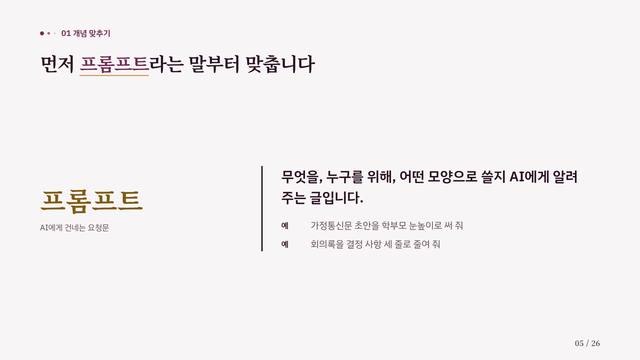 01 개념 맞추기
먼저 프롬프트라는 말부터 맞춥니다
프롬프트
AI에게 건네는 요청문
무엇을, 누구를 위해, 어떤 모양으로 쓸지 AI에게 알려
주는 글입니다.
예 가정통신문 초안을 학부모 눈높이로 써 줘
예 회의록을 결정 사항 세 줄로 줄여 줘
05 / 26